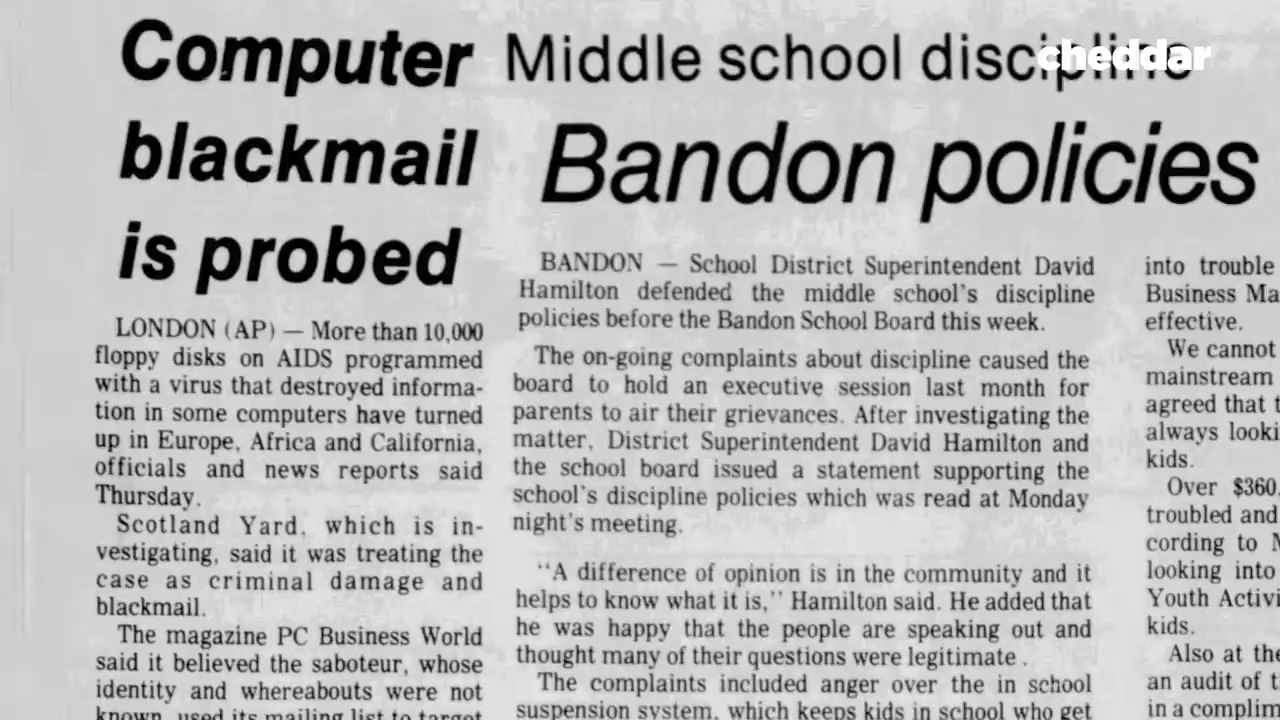 Computer
blackmail
is probed
LONDON (AP) — More than 10,000
floppy disks on AIDS programmed
with a virus that destroyed informa-
tion in some computers have turned
up in Europe, Africa and California,
officials and news reports said
Thursday.
Scotland Yard, which is in-
vestigating, said it was treating the
case as criminal damage and
blackmail.
The magazine PC Business World
said it believed the saboteur, whose
identity and whereabouts were not
known, used its mailing list to target
Middle school discipline
cheddar
Bandon policies
BANDON — School District Superintendent David
Hamilton defended the middle school's discipline
policies before the Bandon School Board this week.
The on-going complaints about discipline caused the
board to hold an executive session last month for
parents to air their grievances. After investigating the
matter, District Superintendent David Hamilton and
the school board issued a statement supporting the
school's discipline policies which was read at Monday
night's meeting.
"A difference of opinion is in the community and it
helps to know what it is," Hamilton said. He added that
he was happy that the people are speaking out and
thought many of their questions were legitimate.
The complaints included anger over the in school
suspension system, which keeps kids in school who get
into trouble
Business Ma
effective.
We cannot
mainstream
agreed that t
always looki
kids.
Over $360,
troubled and
cording to M
looking into
Youth Activi
kids.
Also at the
an audit of t
in a complim